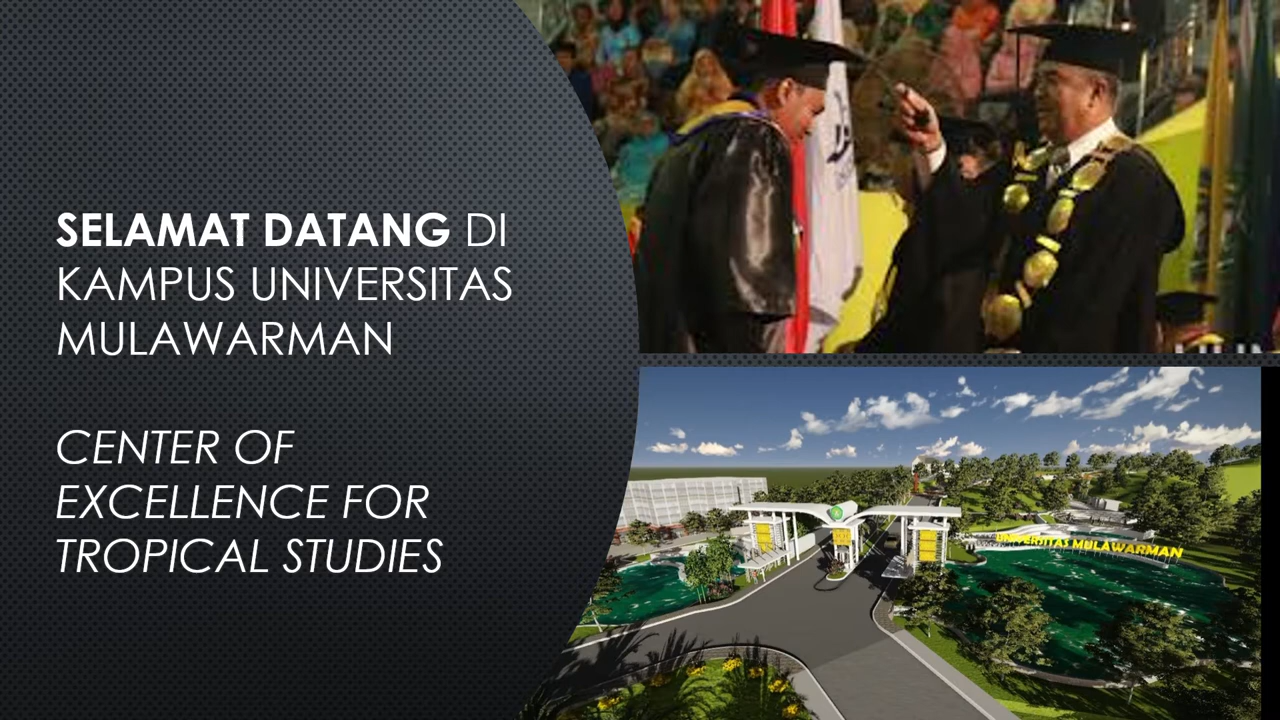 SELAMAT DATANG DI
KAMPUS UNIVERSITAS
MULAWARMAN
CENTER OF
EXCELLENCE FOR
TROPICAL STUDIES
UNIVERSITAS MULAWARMAN